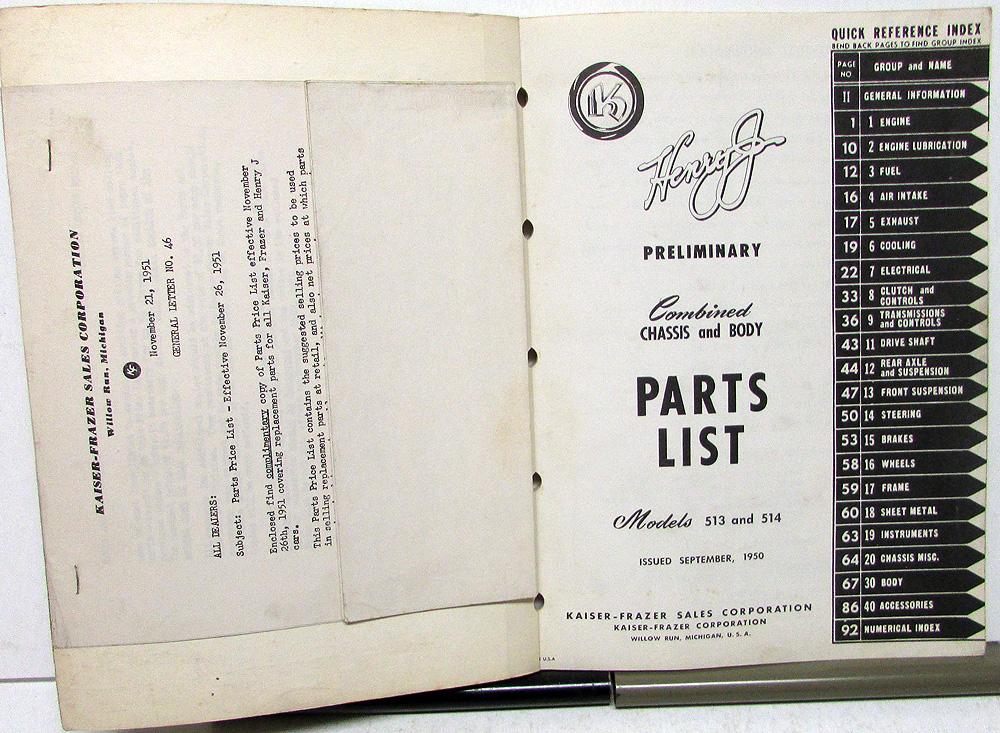 KAISER-FRAZER SALES CORPORATION
Willow Run, Michigan
KF
November 21, 1951
GENERAL LETTER NO. 46
ALL DEALERS:
Subject: Parts Price List - Effective November 26, 1951
Enclosed find complimentary copy of Parts Price List effective November
26th, 1951 covering replacement parts for all Kaiser, Frazer and Henry J
cars.
This Parts Price List contains the suggested selling prices to be used
in selling replacement parts at retail, and also net prices at which parts
K
Henry J
PRELIMINARY
Combined
CHASSIS and BODY
PARTS
LIST
Models 513 and 514
ISSUED SEPTEMBER, 1950
KAISER-FRAZER SALES CORPORATION
KAISER-FRAZER CORPORATION
WILLOW RUN, MICHIGAN, U. S. A.
U.S.A
QUICK REFERENCE INDEX
BEND BACK PAGES TO FIND GROUP INDEX
PAGE NO. GROUP and NAME
II GENERAL INFORMATION
1 1 ENGINE
10 2 ENGINE LUBRICATION
12 3 FUEL
16 4 AIR INTAKE
17 5 EXHAUST
19 6 COOLING
22 7 ELECTRICAL
33 8 CLUTCH and CONTROLS
36 9 TRANSMISSIONS and CONTROLS
43 11 DRIVE SHAFT
44 12 REAR AXLE and SUSPENSION
47 13 FRONT SUSPENSION
50 14 STEERING
53 15 BRAKES
58 16 WHEELS
59 17 FRAME
60 18 SHEET METAL
63 19 INSTRUMENTS
64 20 CHASSIS MISC.
67 30 BODY
86 40 ACCESSORIES
92 NUMERICAL INDEX